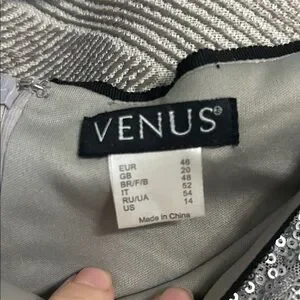 VENUS
EUR 46
GB 20
BR/F/B 48
IT 52
RU/UA 54
US 14
Made in China